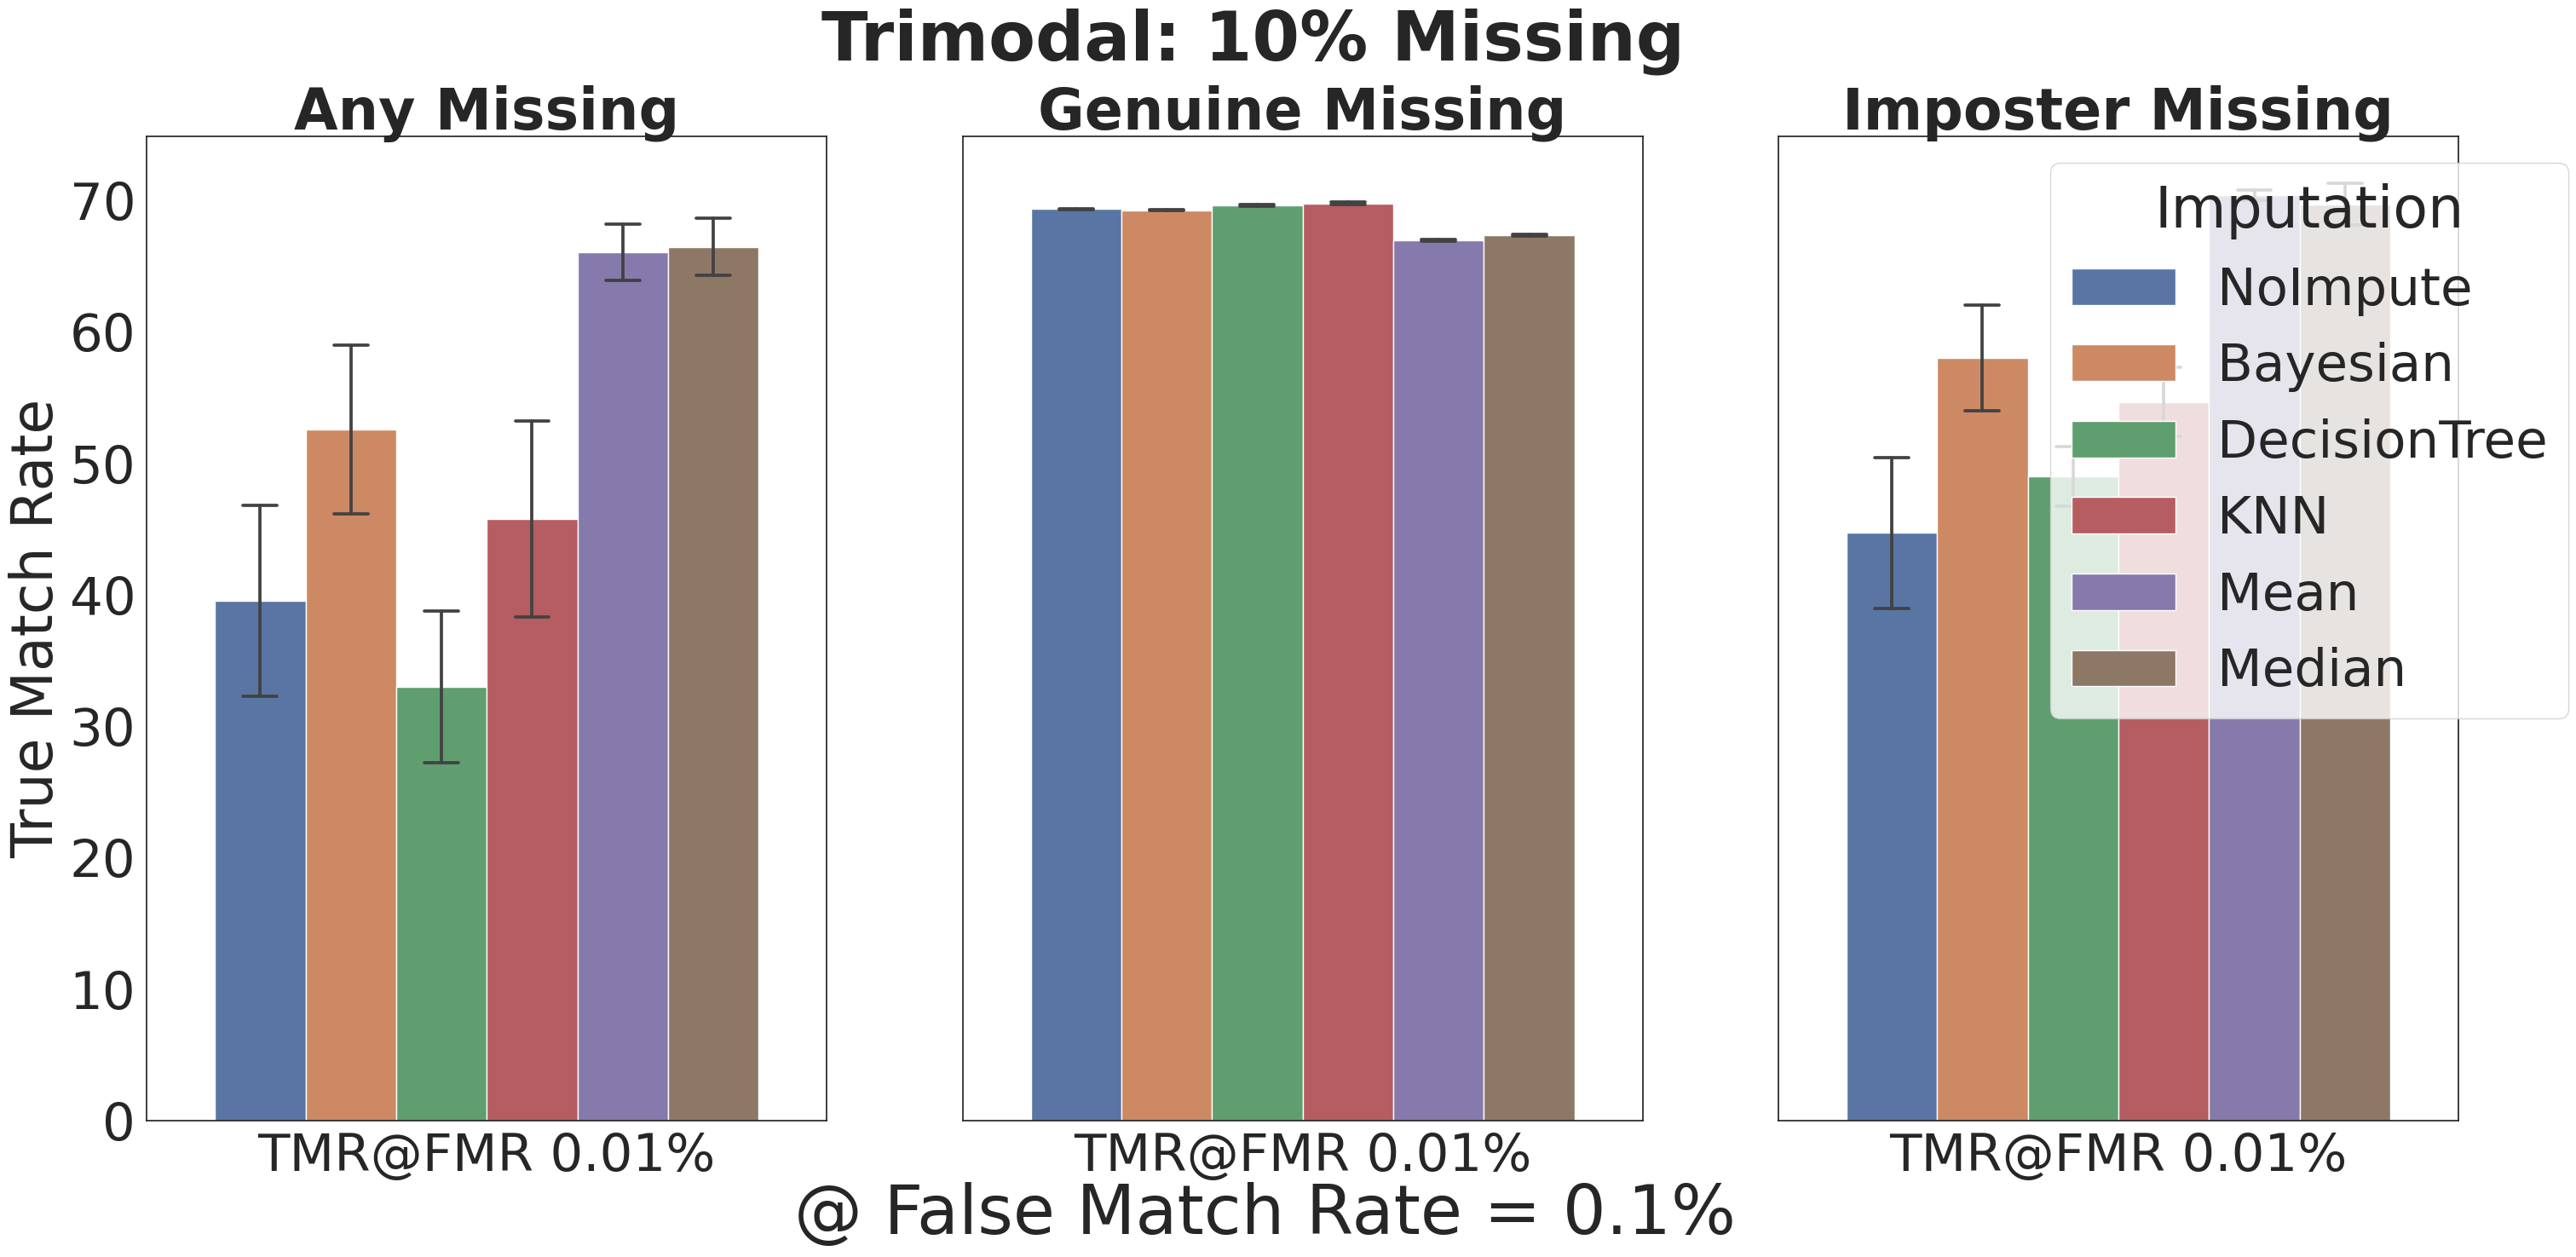 Trimodal: 10% Missing
Any Missing
Genuine Missing
Imposter Missing
True Match Rate
70
60
50
40
30
20
10
0
Imputation
NoImpute
Bayesian
DecisionTree
KNN
Mean
Median
TMR@FMR 0.01%
TMR@FMR 0.01%
TMR@FMR 0.01%
@ False Match Rate = 0.1%